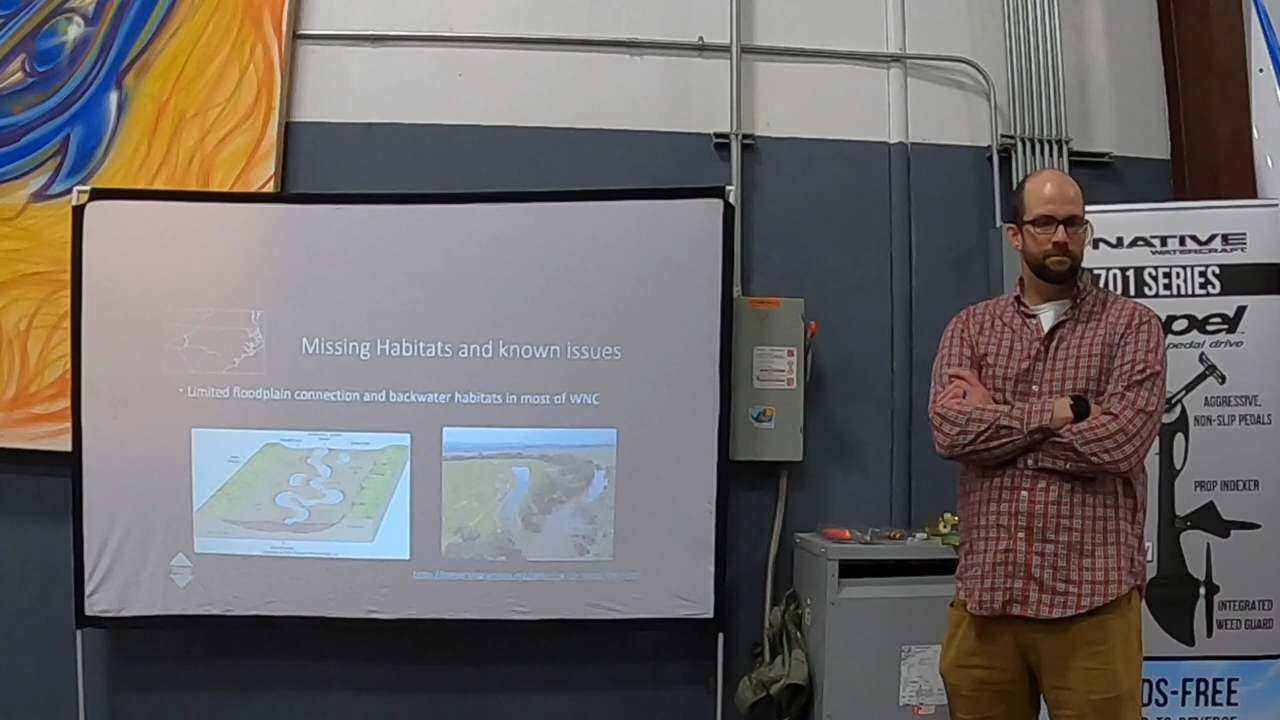 Missing Habitats and known issues
• Limited floodplain connection and backwater habitats in most of WNC
NATIVE
WATERCRAFT
701 SERIES
pel
pedal drive
AGGRESSIVE,
NON-SLIP PEDALS
PROP INDEXER
INTEGRATED
WEED GUARD
DS-FREE